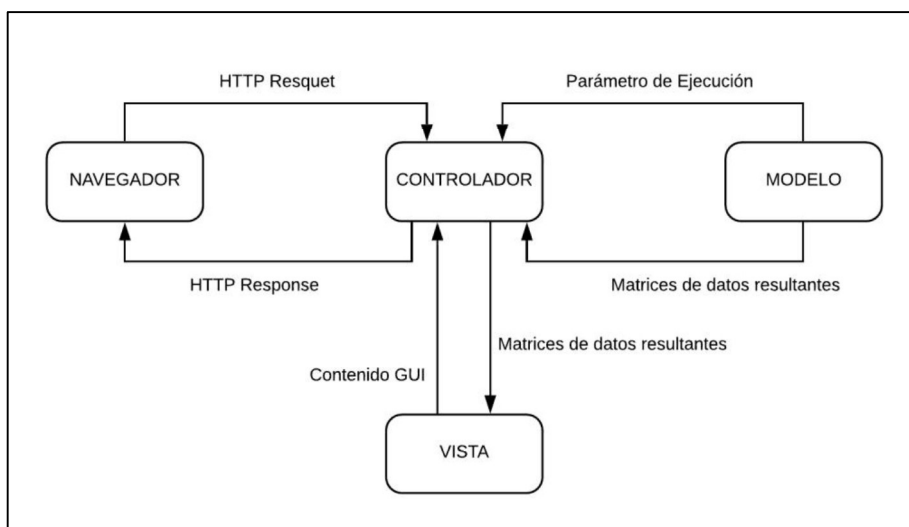 HTTP Resquet
Parámetro de Ejecución
NAVEGADOR
CONTROLADOR
MODELO
HTTP Response
Matrices de datos resultantes
Matrices de datos resultantes
Contenido GUI
VISTA